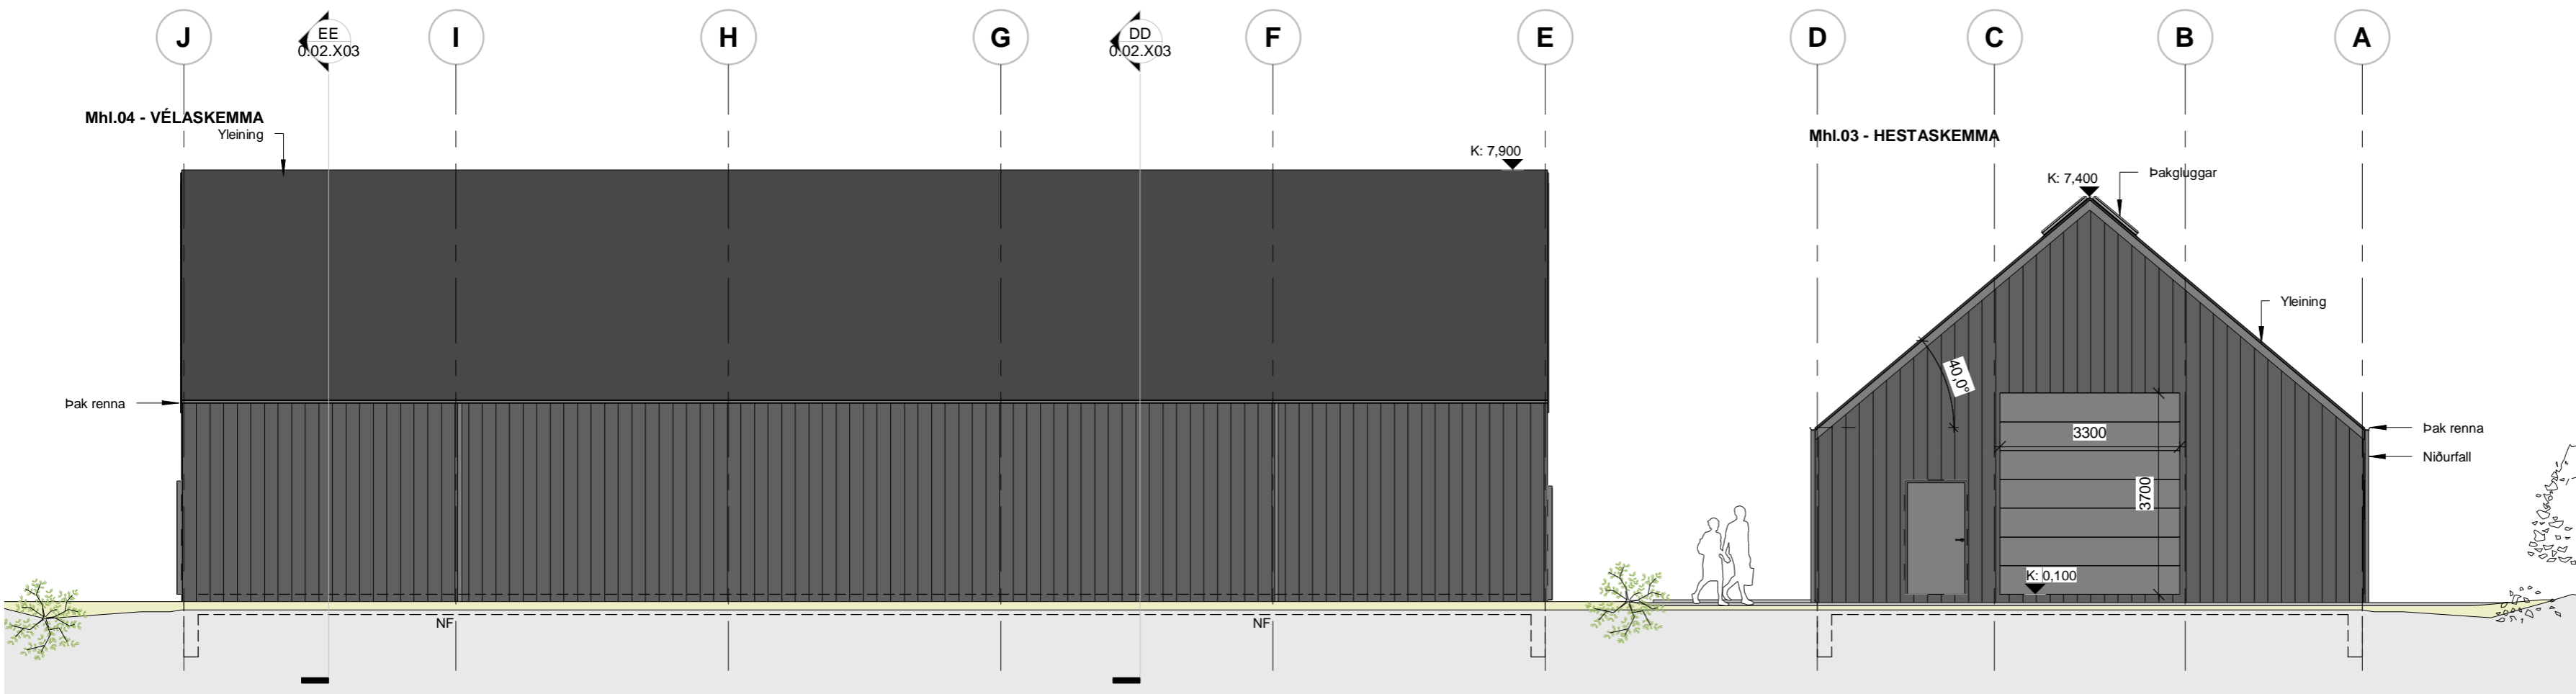 J
EE
0.02.X03
I
H
G
DD
0.02.X03
F
E
D
C
B
A
Mhl.04 - VÉLASKEMMA
Yleining
Mhl.03 - HESTASKEMMA
K: 7,900
K: 7,400
Þakgluggar
Yleining
40,0°
Þak renna
3300
Þak renna
Niðurfall
3700
K: 0,100
NF
NF